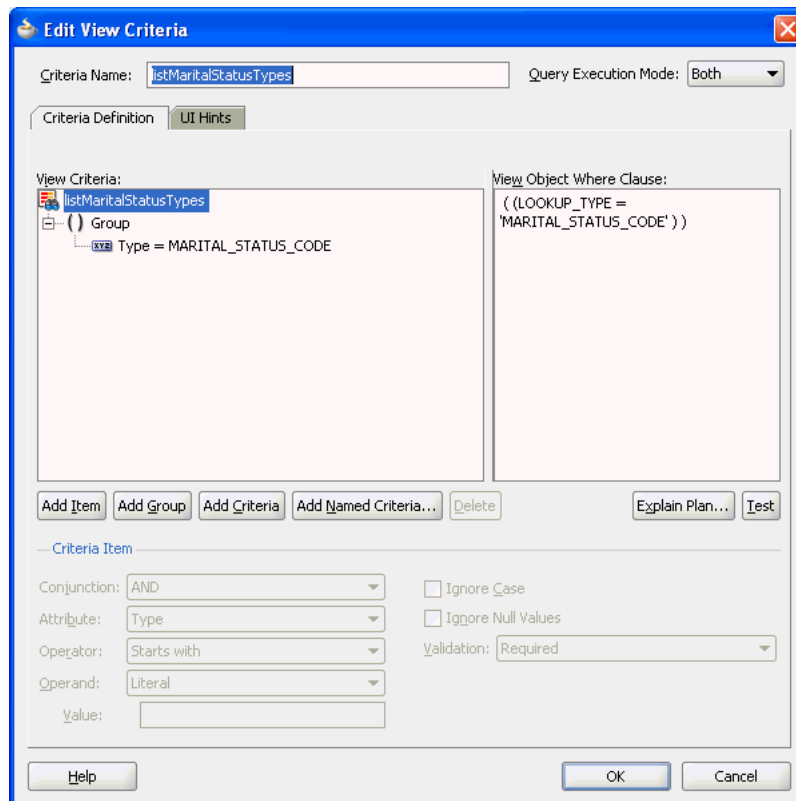 Edit View Criteria
Criteria Name: listMaritalStatusTypes Query Execution Mode: Both
Criteria Definition UI Hints
View Criteria: View Object Where Clause:
listMaritalStatusTypes
( ) Group
XYZ Type = MARITAL_STATUS_CODE
( (LOOKUP_TYPE =
'MARITAL_STATUS_CODE' ) )
Add Item Add Group Add Criteria Add Named Criteria... Delete Explain Plan... Test
Criteria Item
Conjunction: AND Ignore Case
Attribute: Type Ignore Null Values
Operator: Starts with Validation: Required
Operand: Literal
Value:
Help OK Cancel